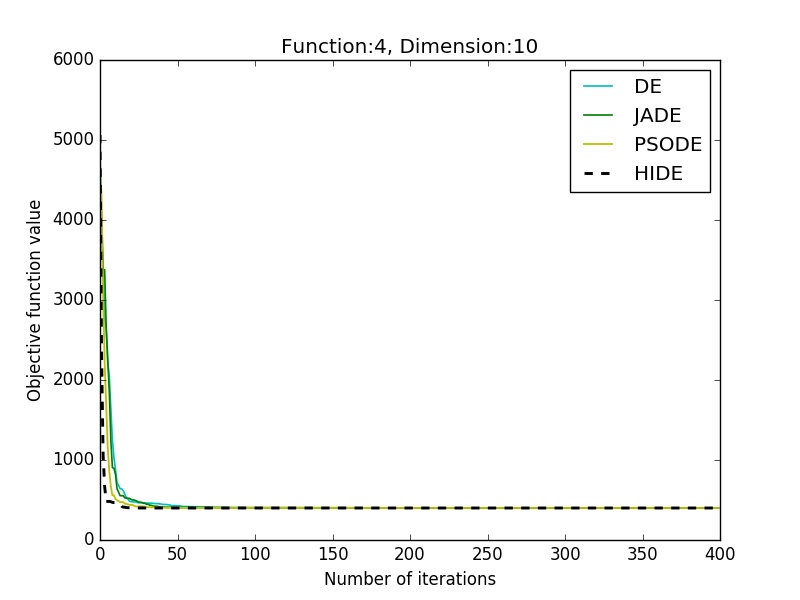 Function:4, Dimension:10
6000
5000
4000
3000
2000
1000
0
Objective function value
DE
JADE
PSODE
HIDE
0 50 100 150 200 250 300 350 400
Number of iterations